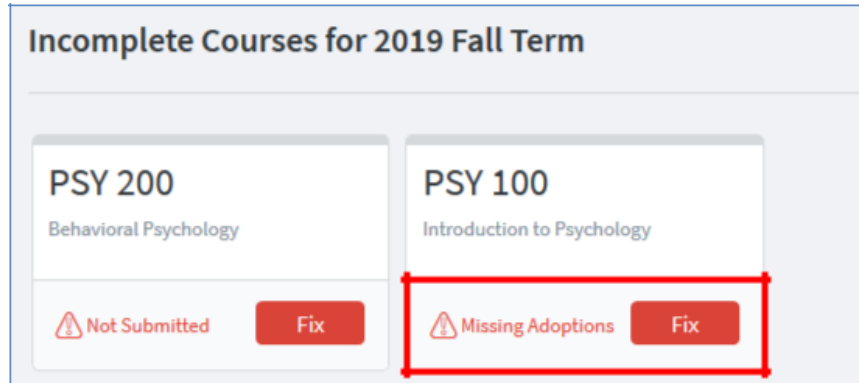 Incomplete Courses for 2019 Fall Term
PSY 200
Behavioral Psychology
Not Submitted
Fix
PSY 100
Introduction to Psychology
Missing Adoptions
Fix